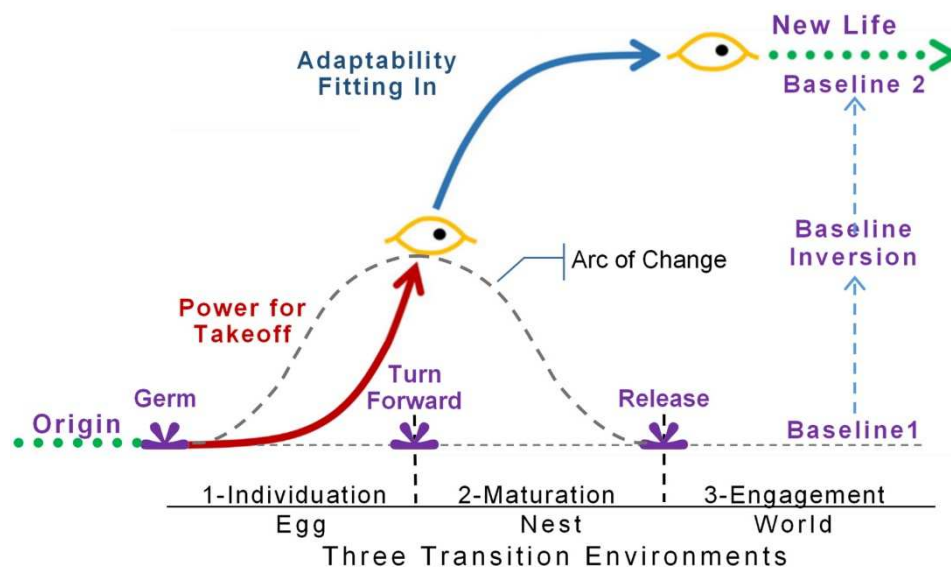 New Life
Adaptability
Fitting In
Baseline 2
Baseline
Inversion
Arc of Change
Power for
Takeoff
Turn
Forward
Germ
Release
Origin
Baseline1
1-Individuation
2-Maturation
3-Engagement
Egg
Nest
World
Three Transition Environments